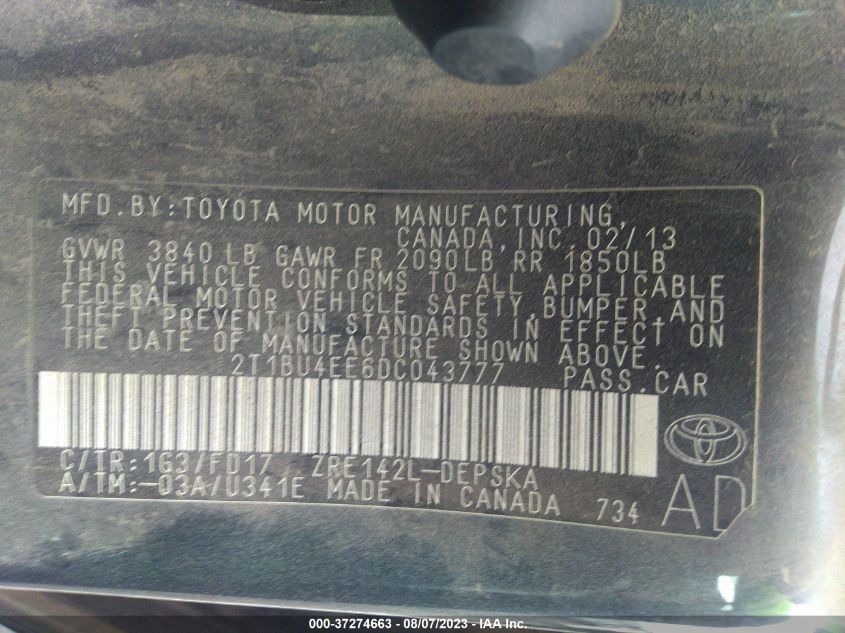 MFD.BY:TOYOTA MOTOR MANUFACTURING,
CANADA,INC. 02/13
GVWR 3840 LB GAWR FR 2090LB RR 1850LB
THIS VEHICLE CONFORMS TO ALL APPLICABLE
FEDERAL MOTOR VEHICLE SAFETY,BUMPER,AND
THEFT PREVENTION STANDARDS IN EFFECT ON
THE DATE OF MANUFACTURE SHOWN ABOVE.
2T1BU4EE6DC043777 PASS.CAR
C/TR:1G3/FD17 ZRE142L-DEPSKA
A/TM:-03A/U341E MADE IN CANADA 734
AD
000-37274663 - 08/07/2023 - IAA Inc.